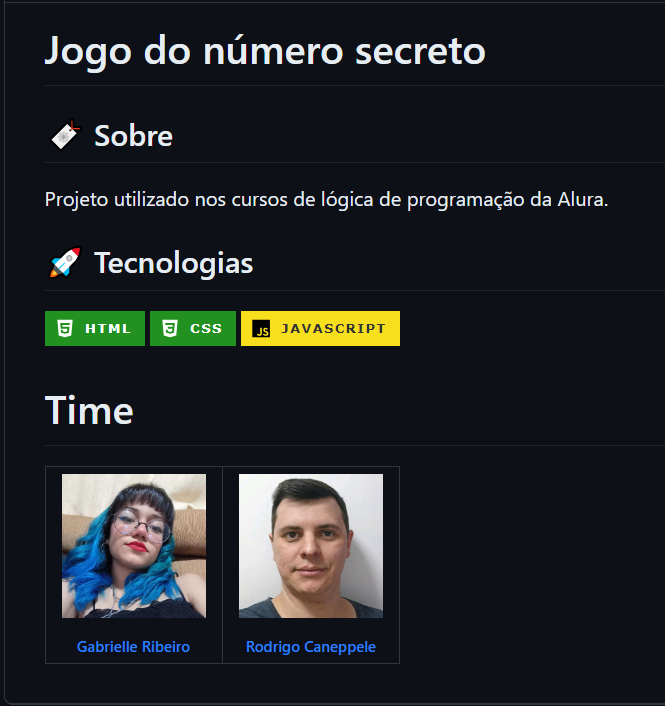 Jogo do número secreto
Sobre
Projeto utilizado nos cursos de lógica de programação da Alura.
Tecnologias
HTML CSS JS JAVASCRIPT
Time
Gabrielle Ribeiro Rodrigo Caneppele